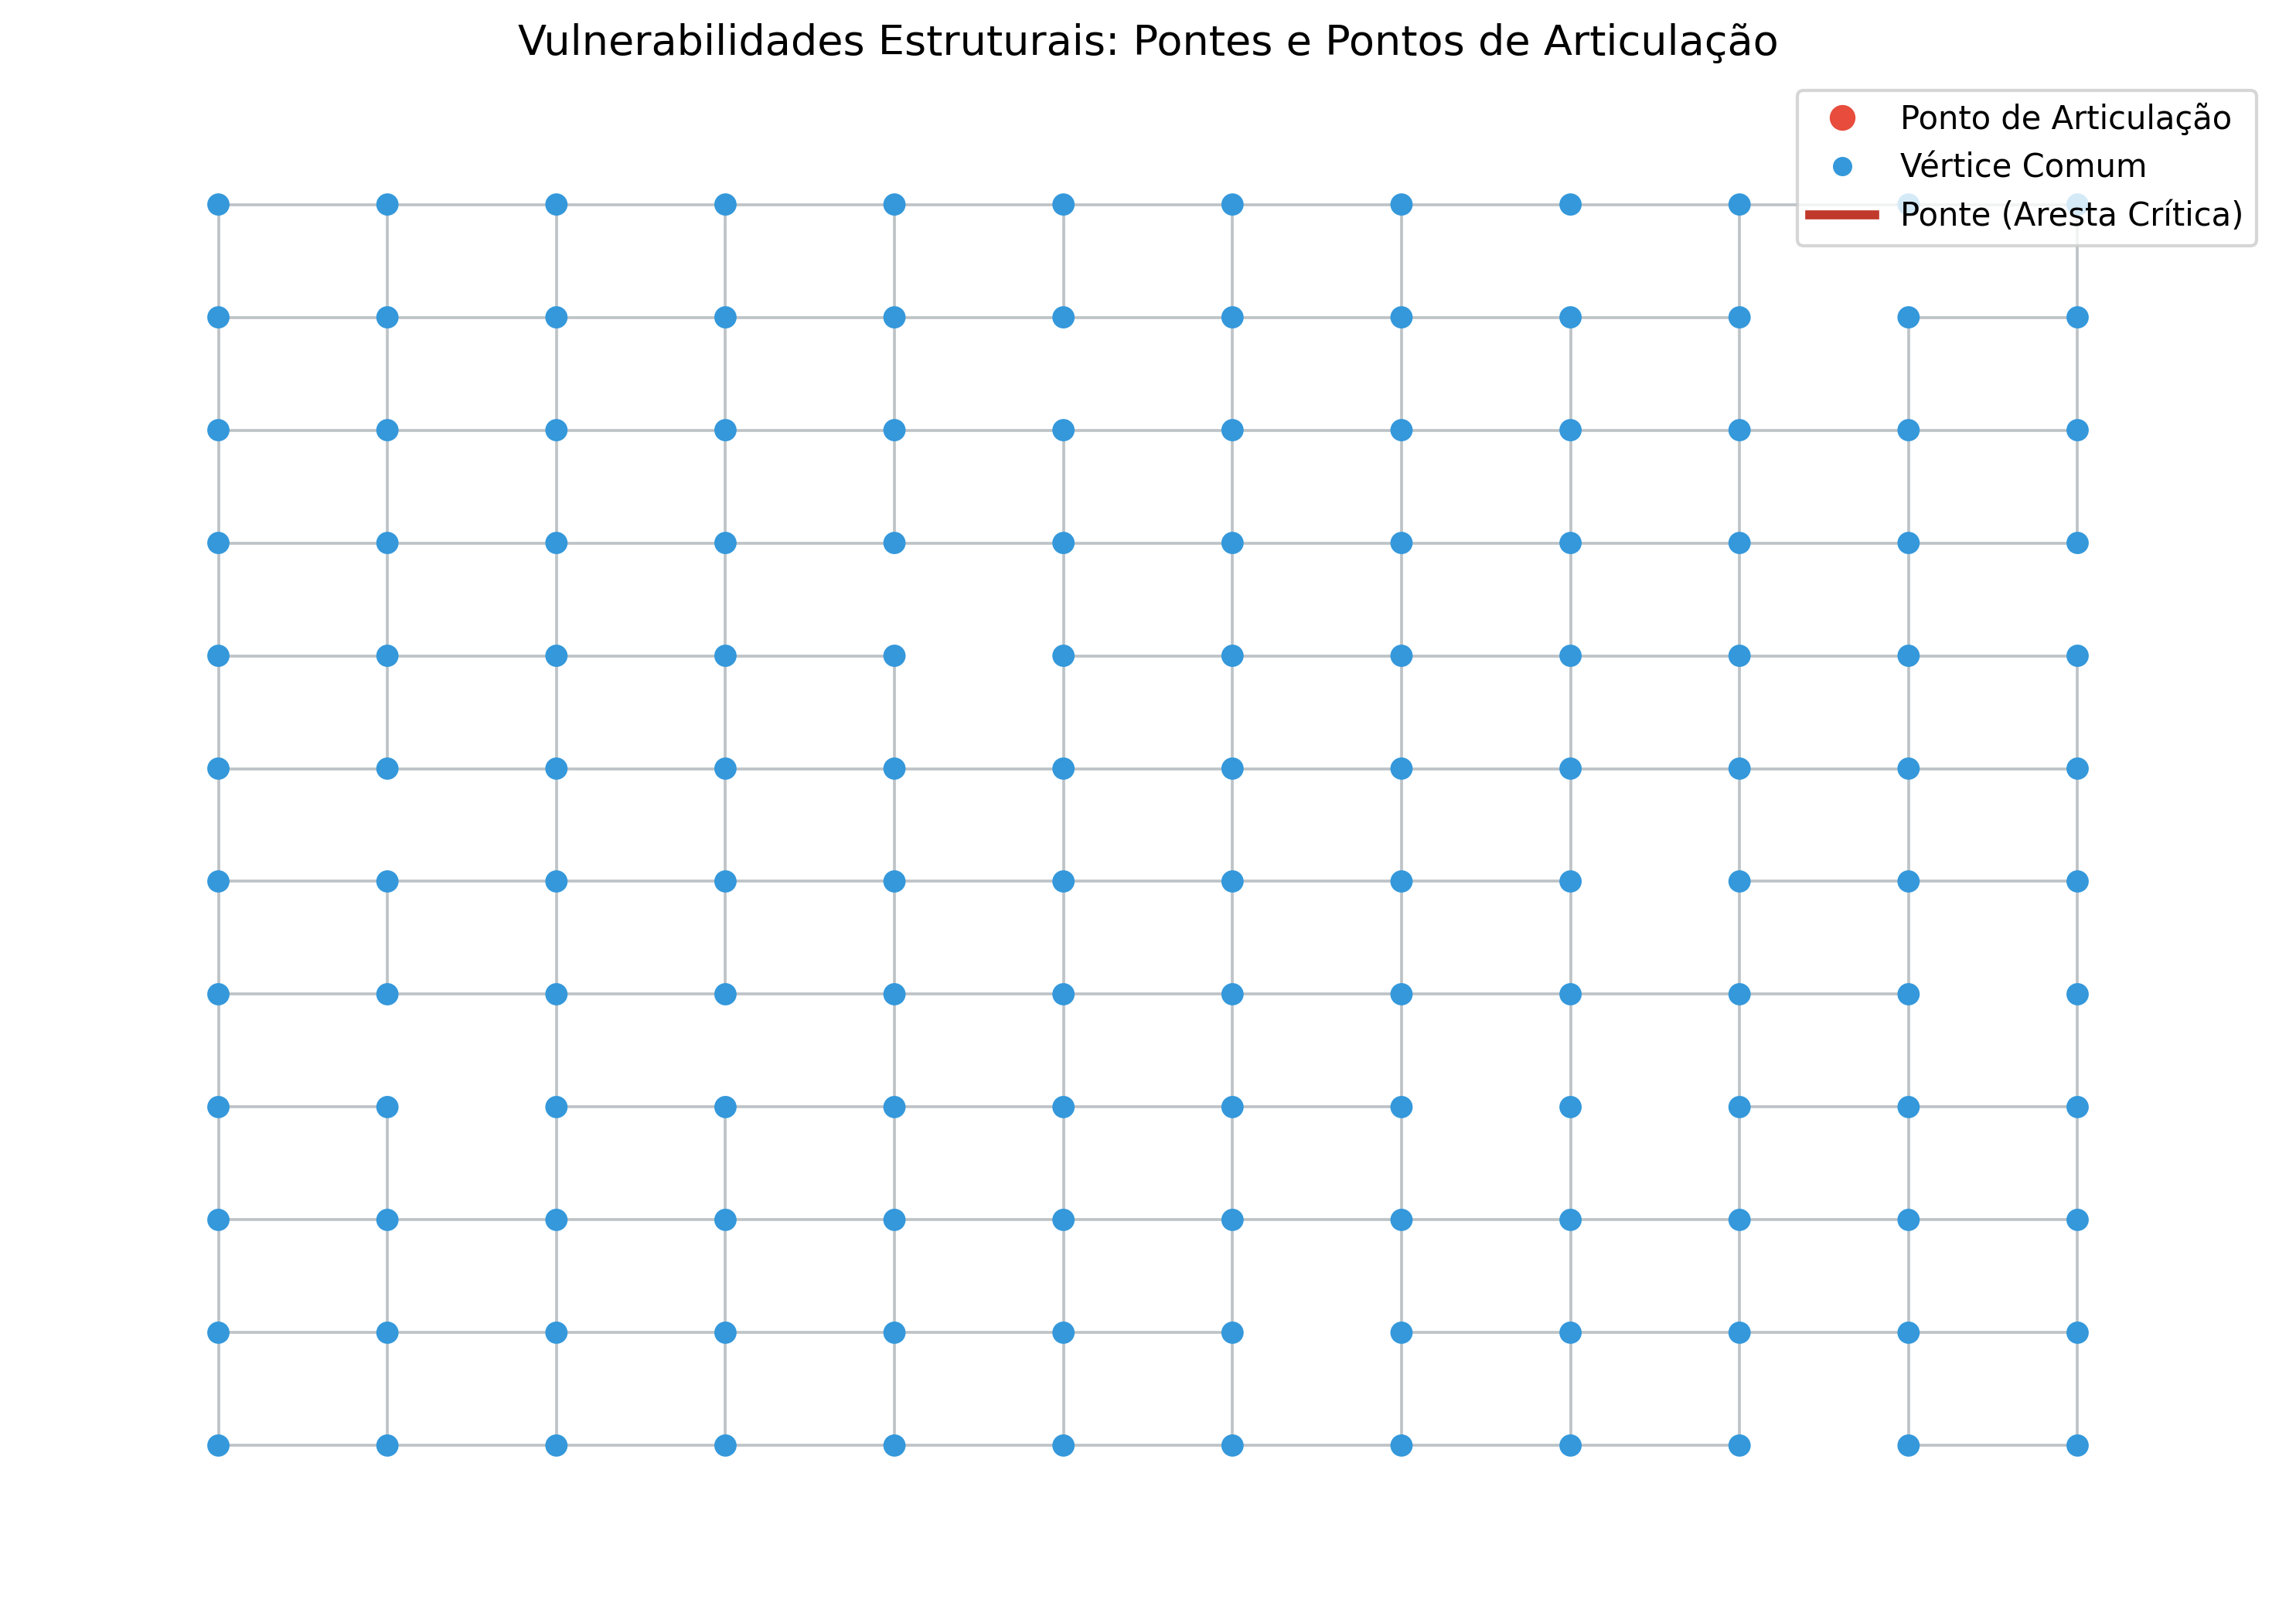 Vulnerabilidades Estruturais: Pontes e Pontos de Articulação
Ponto de Articulação
Vértice Comum
Ponte (Aresta Crítica)